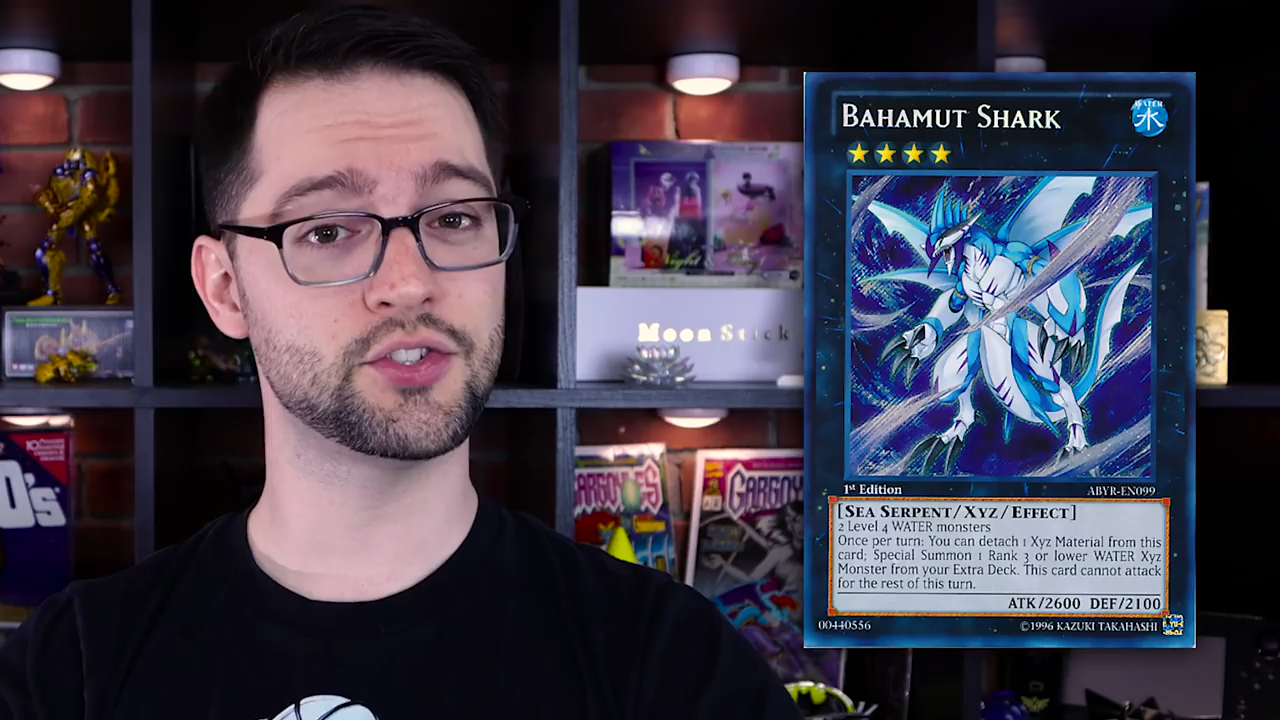 BAHAMUT SHARK
WATER
水
1st Edition
ABYR-EN099
[SEA SERPENT/XYZ/EFFECT]
2 Level 4 WATER monsters
Once per turn: You can detach 1 Xyz Material from this
card; Special Summon 1 Rank 3 or lower WATER Xyz
Monster from your Extra Deck. This card cannot attack
for the rest of this turn.
ATK/2600 DEF/2100
00440556
©1996 KAZUKI TAKAHASHI
Moon Stick
GARGOYLES
GARGOY
0's